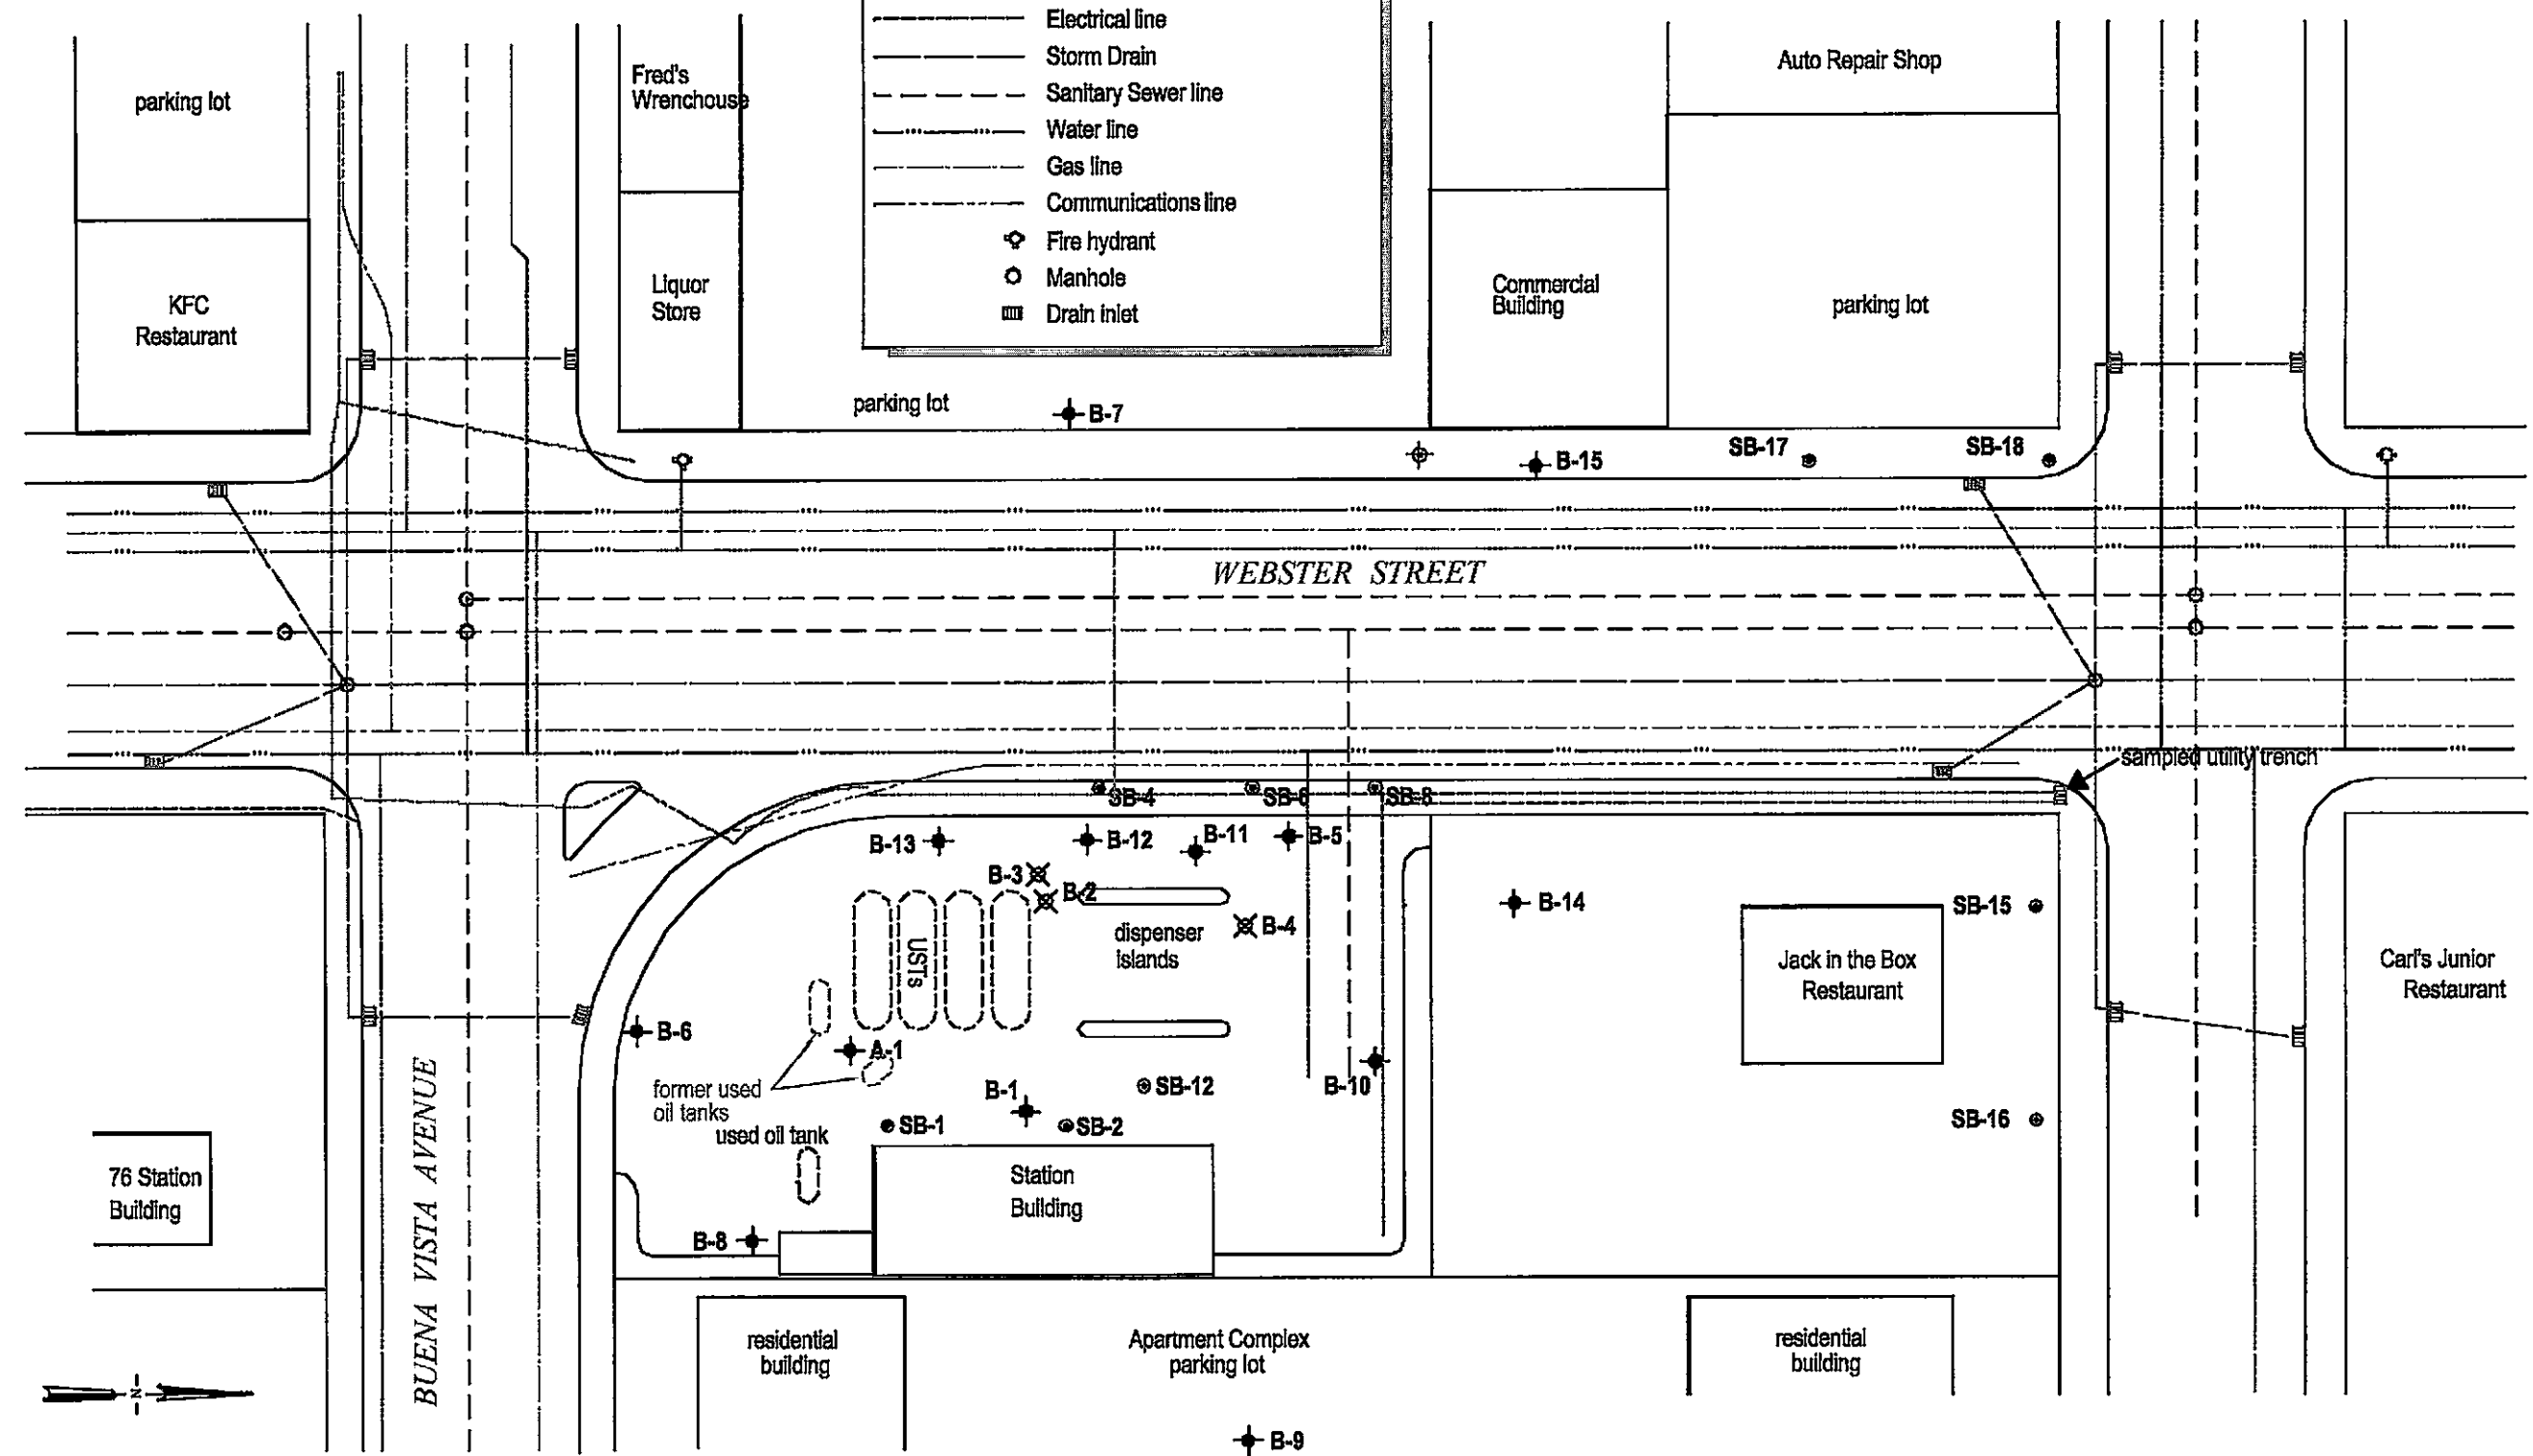 Electrical line
Storm Drain
Sanitary Sewer line
Water line
Gas line
Communications line
Fire hydrant
Manhole
Drain inlet
parking lot
Fred's
Wrenchouse
Auto Repair Shop
KFC
Restaurant
Liquor
Store
Commercial
Building
parking lot
parking lot
B-7
B-15
SB-17
SB-18
WEBSTER STREET
sampled utility trench
SB-4
SB-6
SB-8
B-13
B-12
B-11
B-5
B-3
B-2
B-4
B-14
SB-15
USTs
dispenser
islands
Jack in the Box
Restaurant
Carl's Junior
Restaurant
B-6
A-1
former used
oil tanks
B-1
SB-12
B-10
SB-1
SB-2
SB-16
used oil tank
BUENA VISTA AVENUE
76 Station
Building
Station
Building
B-8
residential
building
Apartment Complex
parking lot
residential
building
N
B-9